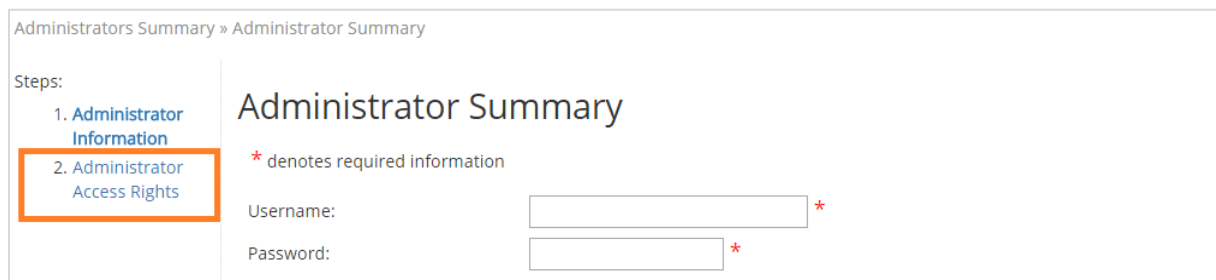 Administrators Summary » Administrator Summary
Steps:
1. Administrator
Information
2. Administrator
Access Rights
Administrator Summary
* denotes required information
Username: *
Password: *